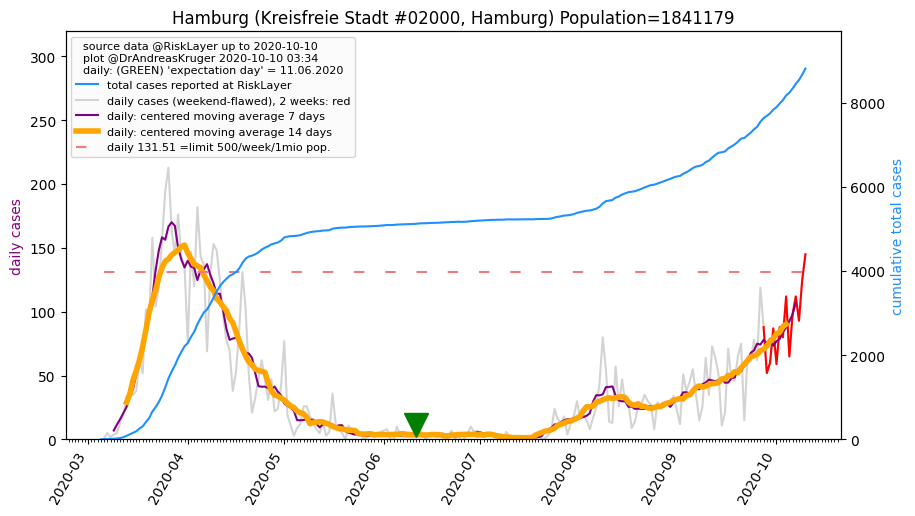 Hamburg (Kreisfreie Stadt #02000, Hamburg) Population=1841179
source data @RiskLayer up to 2020-10-10
plot @DrAndreasKruger 2020-10-10 03:34
daily: (GREEN) 'expectation day' = 11.06.2020
total cases reported at RiskLayer
daily cases (weekend-flawed), 2 weeks: red
daily: centered moving average 7 days
daily: centered moving average 14 days
daily 131.51 =limit 500/week/1mio pop.
daily cases
300
250
200
150
100
50
0
8000
6000
4000
2000
0
cumulative total cases
2020-03
2020-04
2020-05
2020-06
2020-07
2020-08
2020-09
2020-10